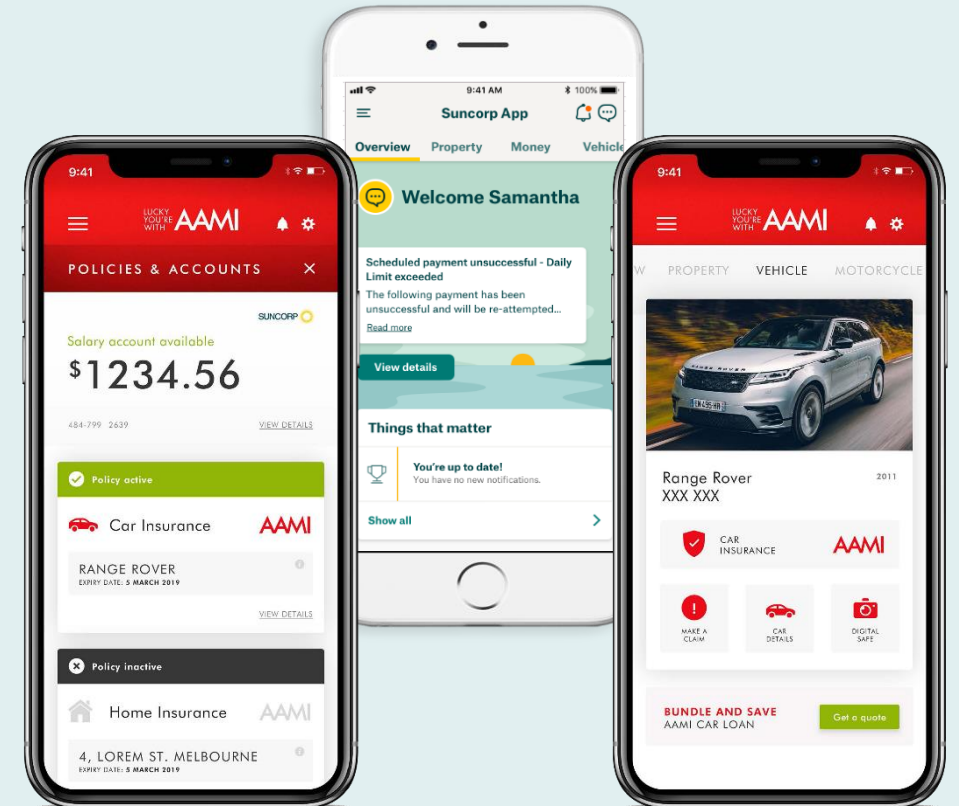 9:41
LUCKY
YOU'RE
WITH AAMI
POLICIES & ACCOUNTS
SUNCORP
Salary account available
$1234.56
484-799 2639
VIEW DETAILS
Policy active
Car Insurance
AAMI
RANGE ROVER
EXPIRY DATE: 5 MARCH 2019
VIEW DETAILS
Policy inactive
Home Insurance
AAMI
4, LOREM ST. MELBOURNE
EXPIRY DATE: 5 MARCH 2019
9:41 AM
100%
Suncorp App
Overview Property Money Vehicle
Welcome Samantha
Scheduled payment unsuccessful - Daily
Limit exceeded
The following payment has been
unsuccessful and will be re-attempted...
Read more
View details
Things that matter
You're up to date!
You have no new notifications.
Show all
9:41
LUCKY
YOU'RE
WITH AAMI
W PROPERTY VEHICLE MOTORCYCLE
RANGE ROVER
Range Rover
2011
XXX XXX
CAR
INSURANCE
AAMI
MAKE A
CLAIM
CAR
DETAILS
DIGITAL
SAFE
BUNDLE AND SAVE
AAMI CAR LOAN
Get a quote